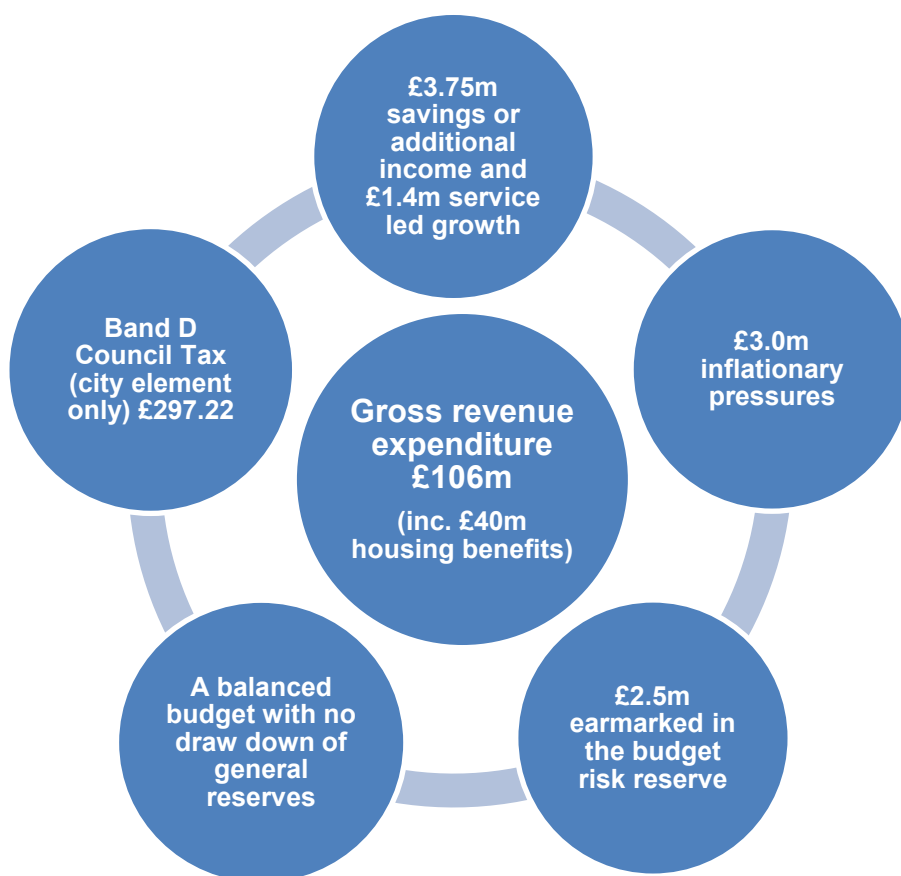 £3.75m
savings or
additional
income and
£1.4m service
led growth
£3.0m
inflationary
pressures
£2.5m
earmarked in
the budget
risk reserve
A balanced
budget with no
draw down of
general
reserves
Band D
Council Tax
(city element
only) £297.22
Gross revenue
expenditure
£106m
(inc. £40m
housing benefits)